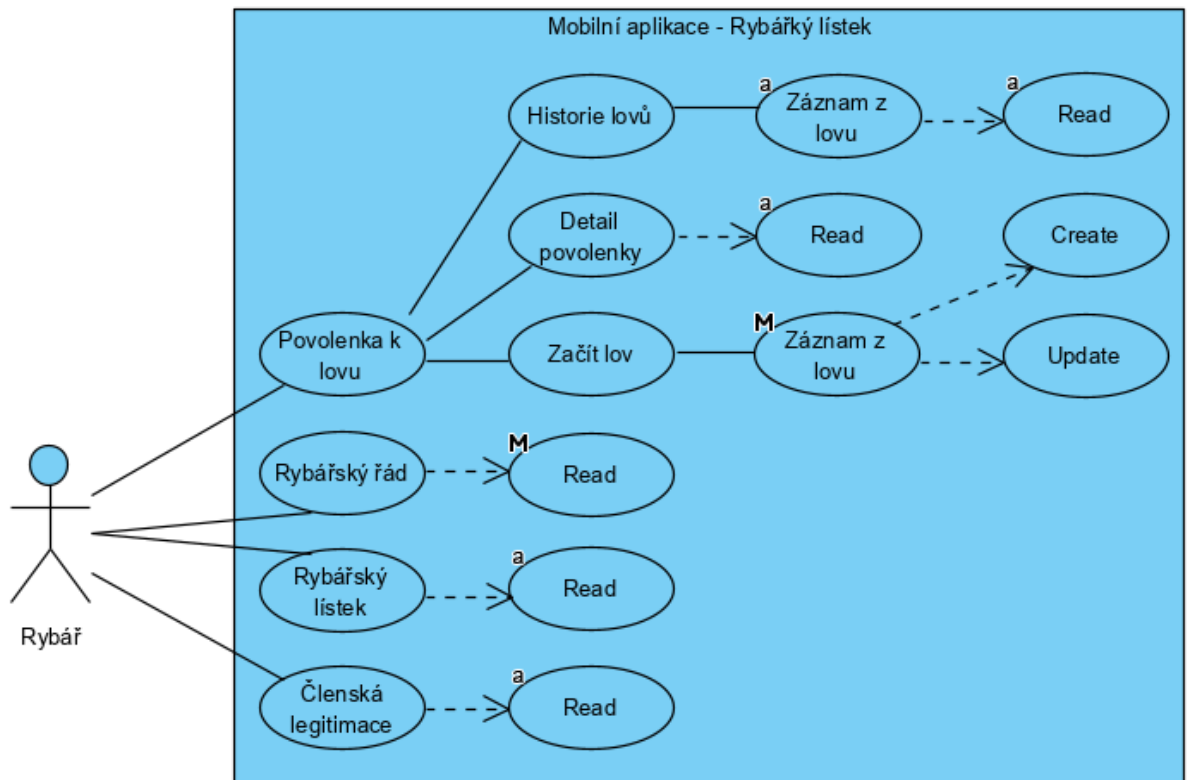 Mobilní aplikace - Rybářký lístek
Historie lovů
a
Záznam z
lovu
a
Read
Detail
povolenky
a
Read
Create
Povolenka k
lovu
Začít lov
M
Záznam z
lovu
Update
Rybářský řád
M
Read
Rybářský
lístek
a
Read
Rybář
Členská
legitimace
a
Read